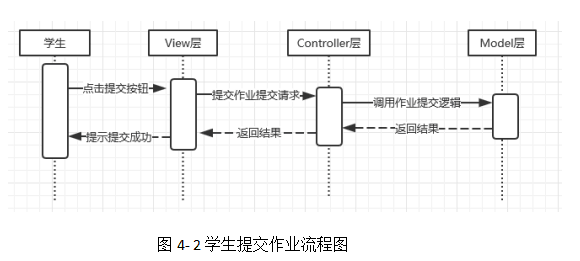 学生 View层 Controller层 Model层
点击提交按钮 提交作业提交请求 调用作业提交逻辑
提示提交成功 返回结果 返回结果
图 4- 2 学生提交作业流程图